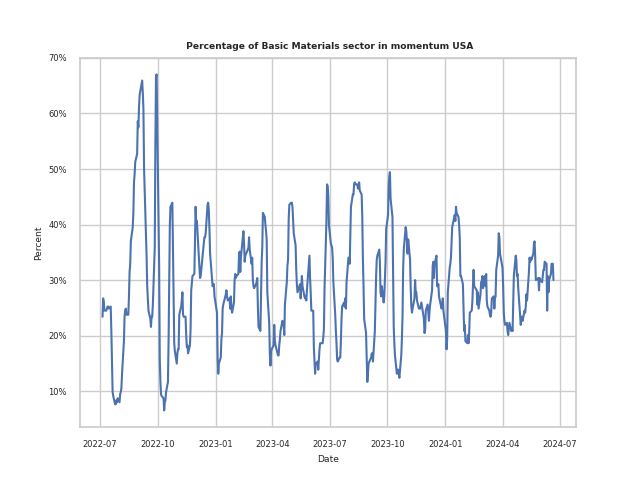 Percentage of Basic Materials sector in momentum USA
70%
60%
50%
40%
30%
20%
10%
Percent
2022-07 2022-10 2023-01 2023-04 2023-07 2023-10 2024-01 2024-04 2024-07
Date